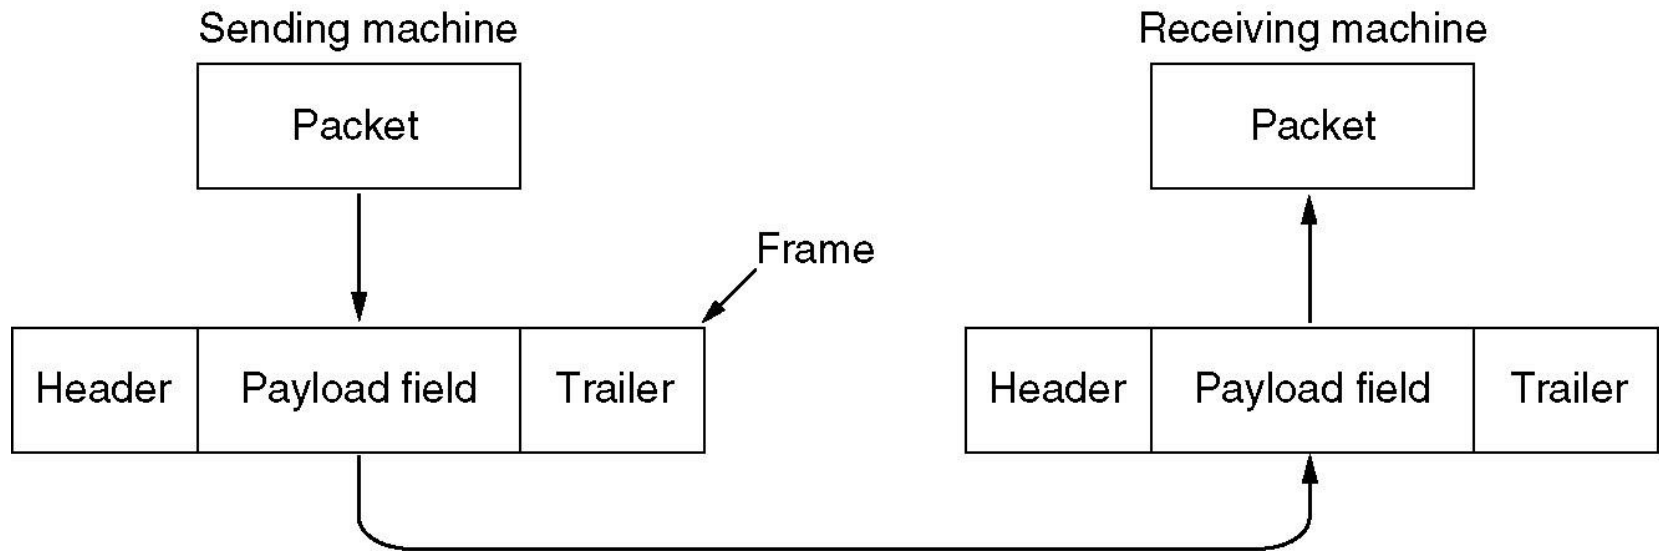 Sending machine
Receiving machine
Packet
Packet
Frame
Header
Payload field
Trailer
Header
Payload field
Trailer